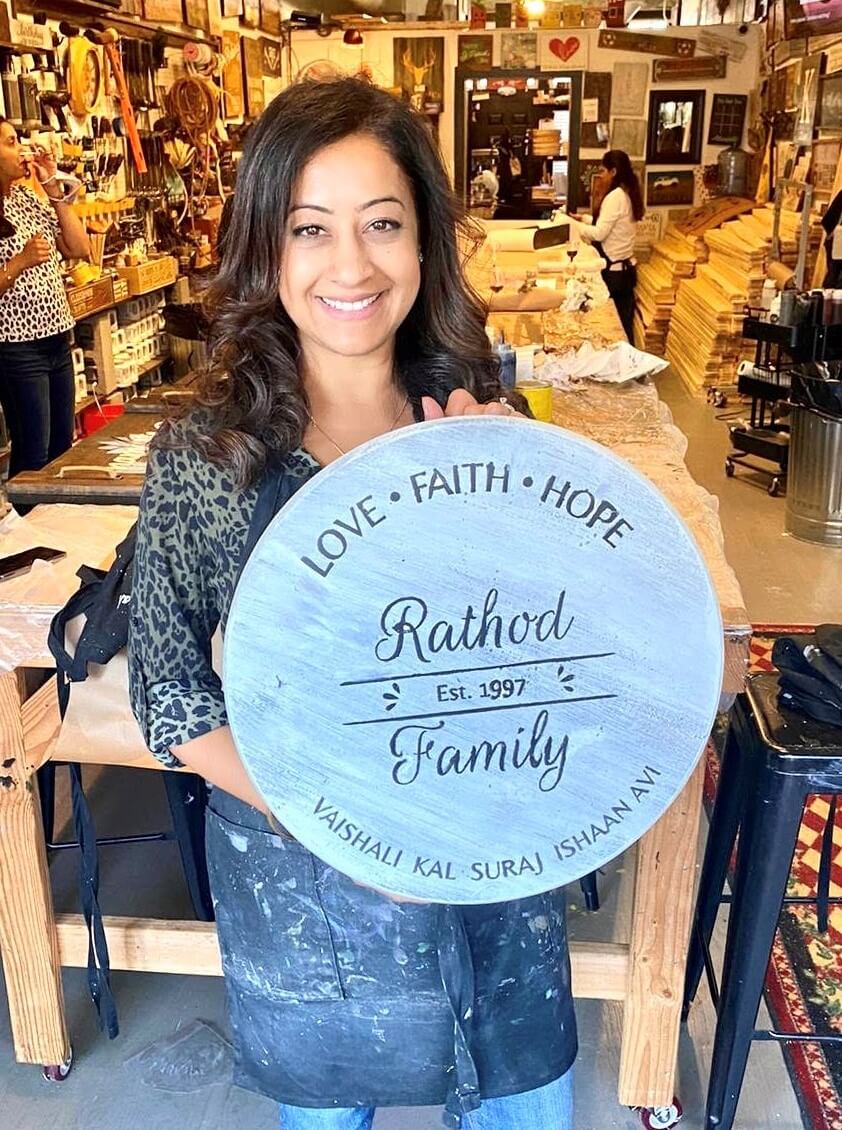 LOVE • FAITH • HOPE
Rathod
Est. 1997
Family
VAISHALI KAL SURAJ ISHAAN AVI